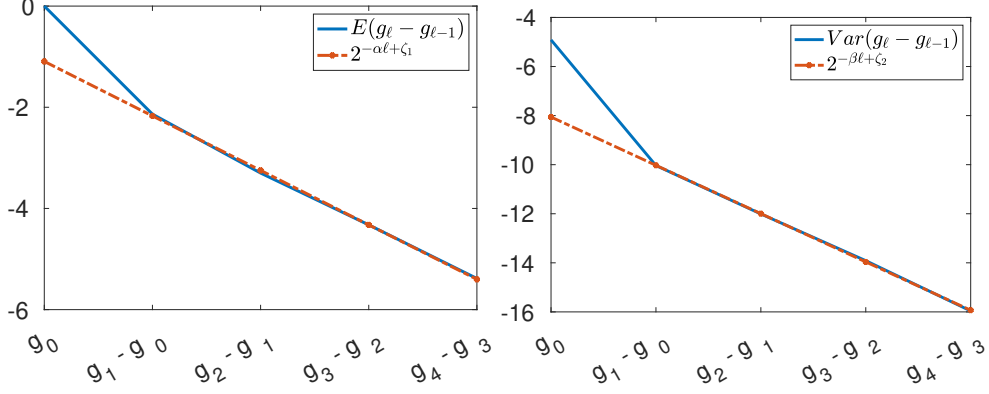 0
-2
-4
-6
E(g_ℓ − g_{ℓ−1})
2^{−αℓ+ζ_1}
g_0
g_1 - g_0
g_2 - g_1
g_3 - g_2
g_4 - g_3
-4
-6
-8
-10
-12
-14
-16
Var(g_ℓ − g_{ℓ−1})
2^{−βℓ+ζ_2}
g_0
g_1 - g_0
g_2 - g_1
g_3 - g_2
g_4 - g_3